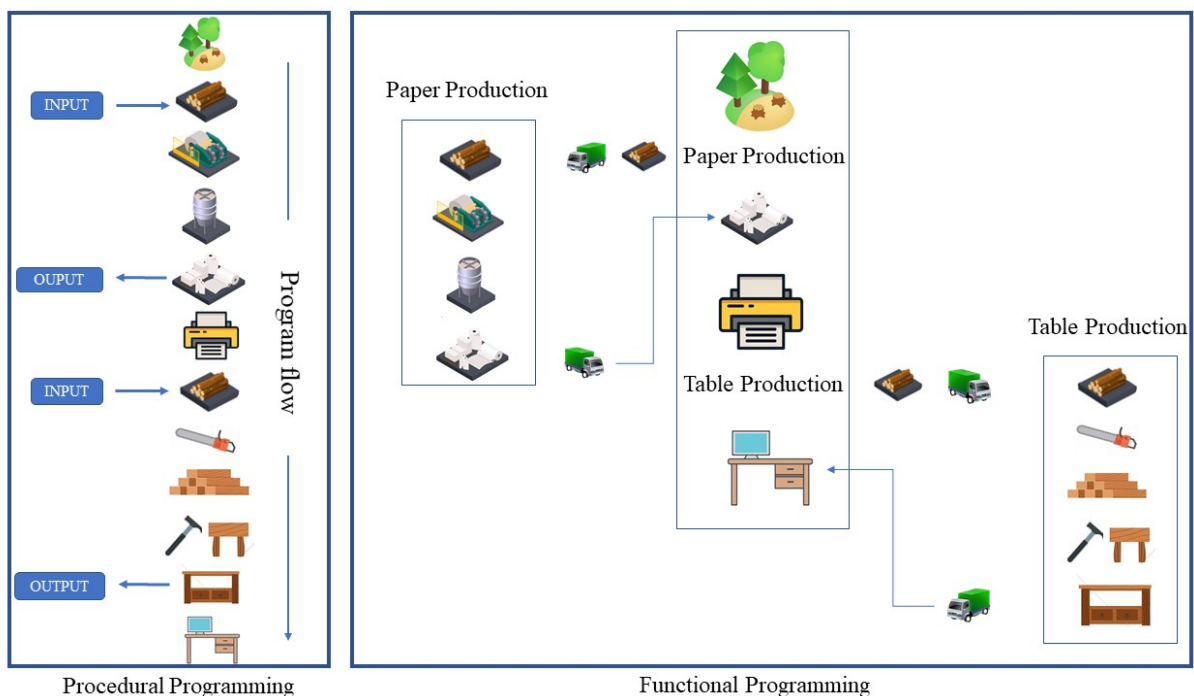 INPUT
OUPUT
INPUT
OUTPUT
Program flow
Procedural Programming
Paper Production
Paper Production
Table Production
Table Production
Functional Programming